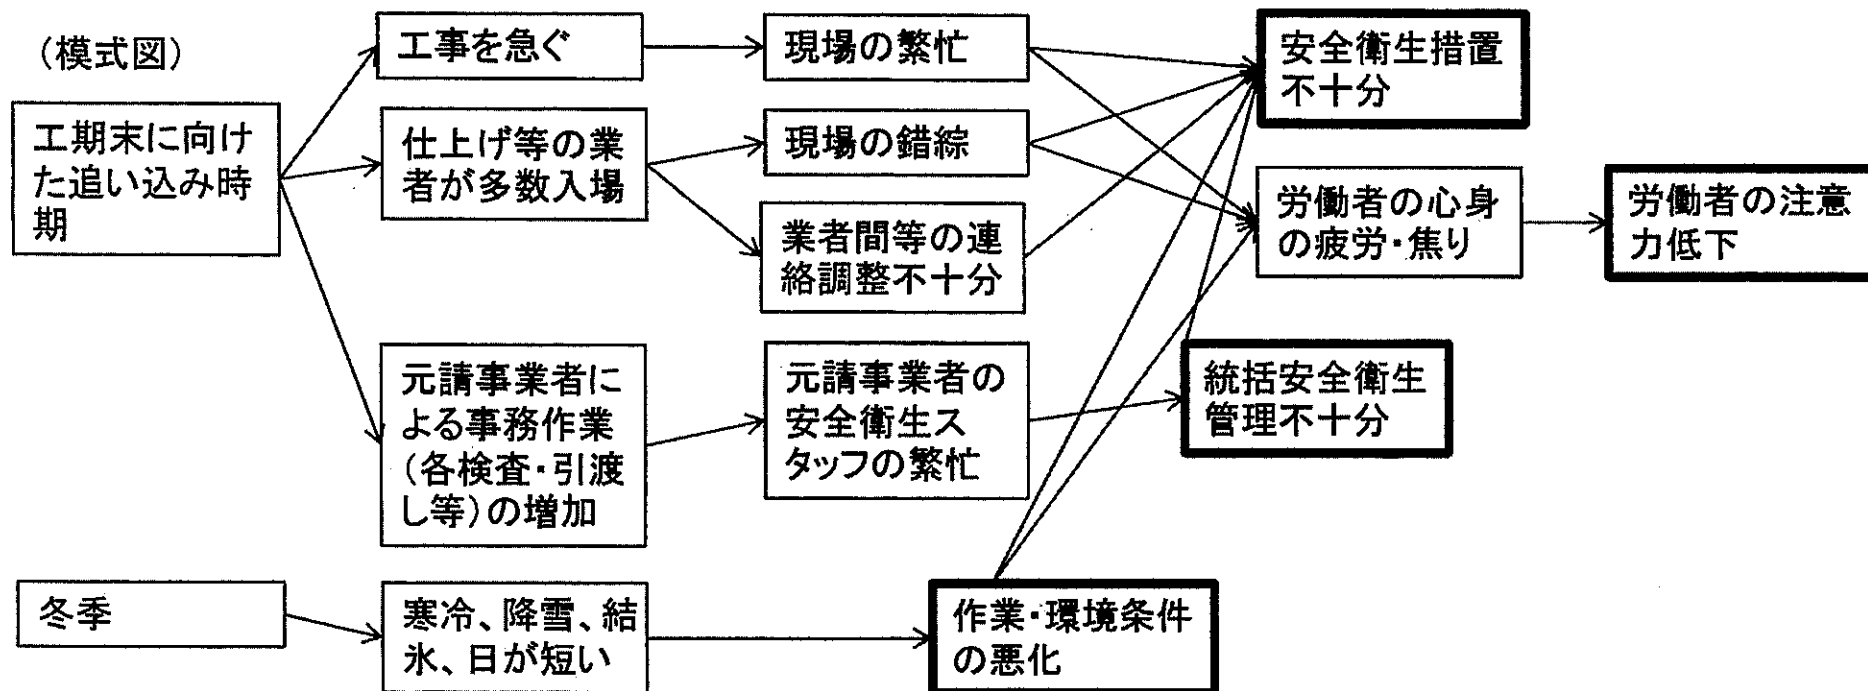 (模式図)
工期末に向け
た追い込み時
期
工事を急ぐ
仕上げ等の業
者が多数入場
元請事業者に
よる事務作業
(各検査・引渡
し等)の増加
現場の繁忙
現場の錯綜
業者間等の連
絡調整不十分
元請事業者の
安全衛生ス
タッフの繁忙
安全衛生措置
不十分
労働者の心身
の疲労・焦り
労働者の注意
力低下
統括安全衛生
管理不十分
冬季
寒冷、降雪、結
氷、日が短い
作業・環境条件
の悪化